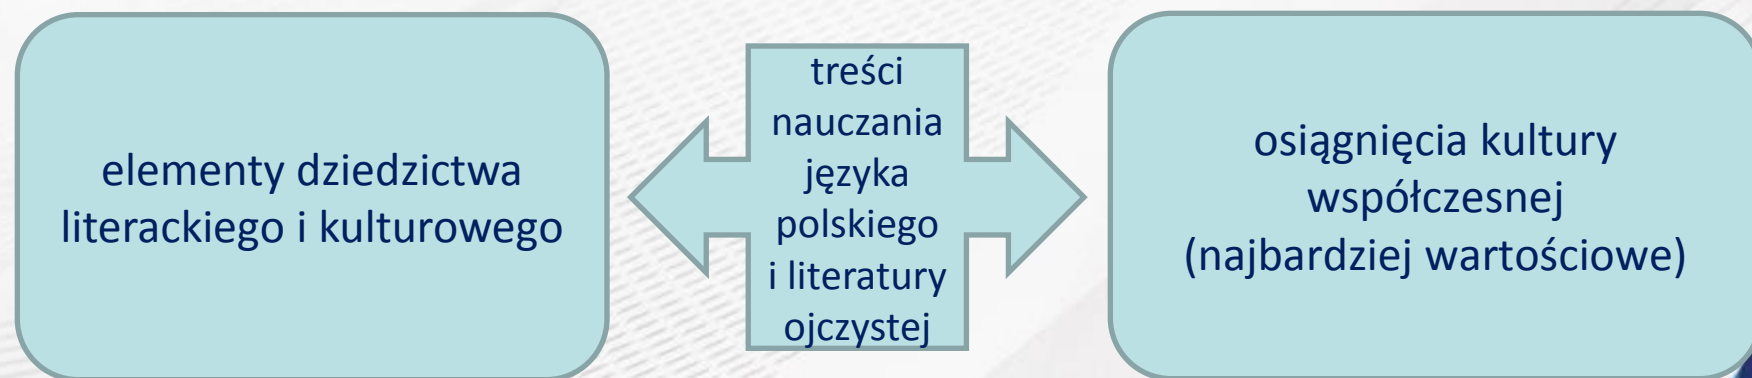 elementy dziedzictwa
literackiego i kulturowego
treści
nauczania
języka
polskiego
i literatury
ojczystej
osiągnięcia kultury
współczesnej
(najbardziej wartościowe)